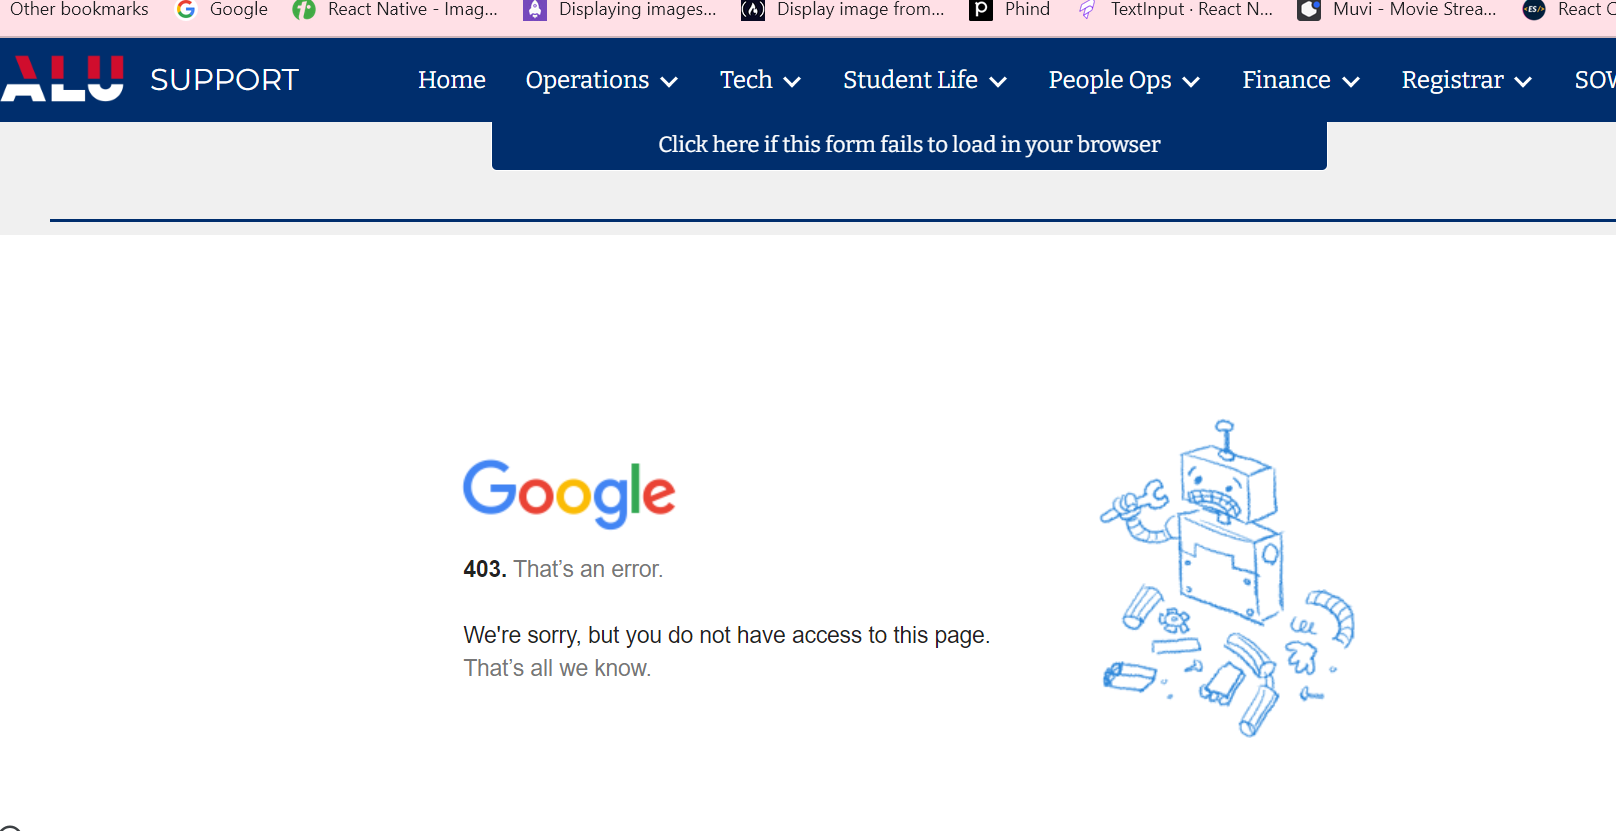 Other bookmarks Google React Native - Imag... Displaying images... Display image from... Phind TextInput · React N... Muvi - Movie Strea... React
ALU SUPPORT Home Operations Tech Student Life People Ops Finance Registrar
Click here if this form fails to load in your browser
Google
403. That's an error.
We're sorry, but you do not have access to this page.
That's all we know.